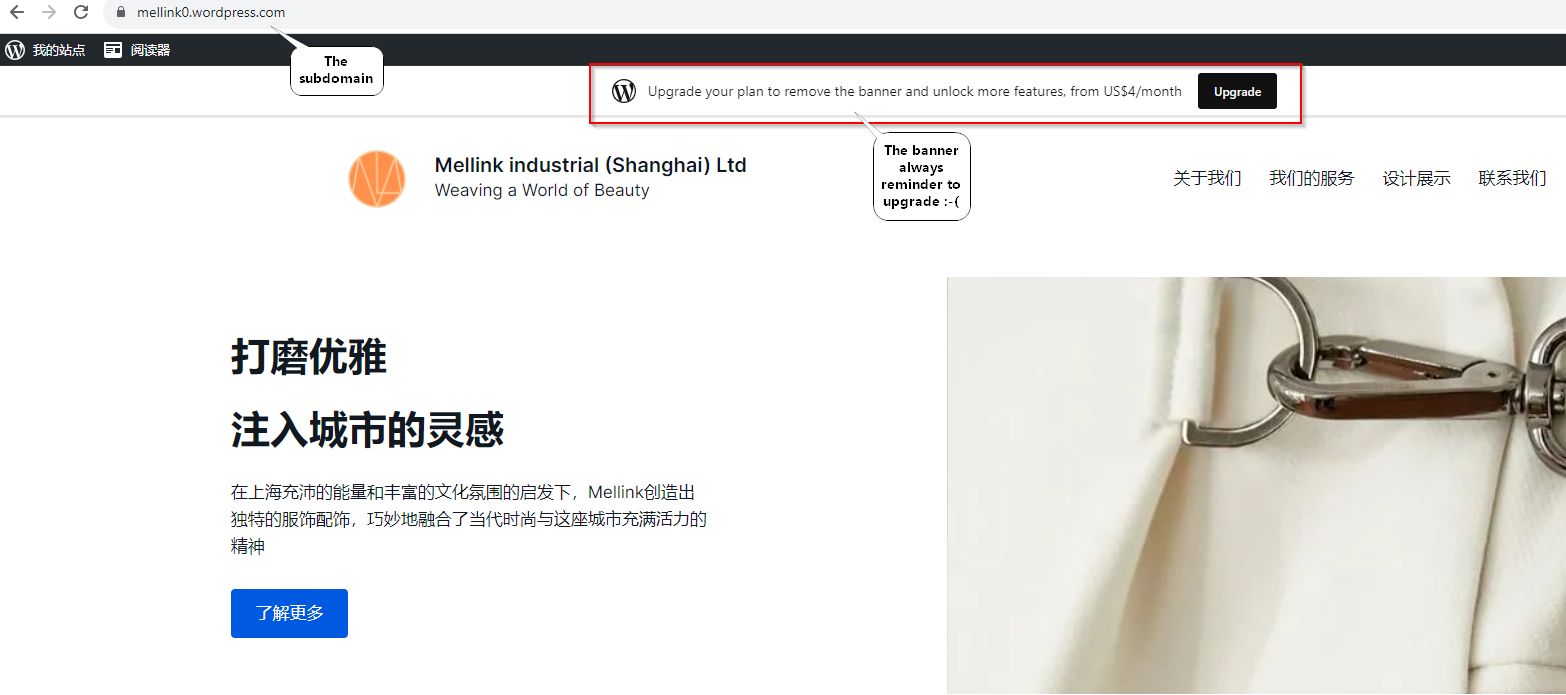 mellink0.wordpress.com
我的站点 阅读器
The
subdomain
Upgrade your plan to remove the banner and unlock more features, from US$4/month Upgrade
The banner
always
reminder to
upgrade :-(
Mellink industrial (Shanghai) Ltd
Weaving a World of Beauty
关于我们 我们的服务 设计展示 联系我们
打磨优雅
注入城市的灵感
在上海充沛的能量和丰富的文化氛围的启发下，Mellink创造出
独特的服饰配饰，巧妙地融合了当代时尚与这座城市充满活力的
精神
了解更多